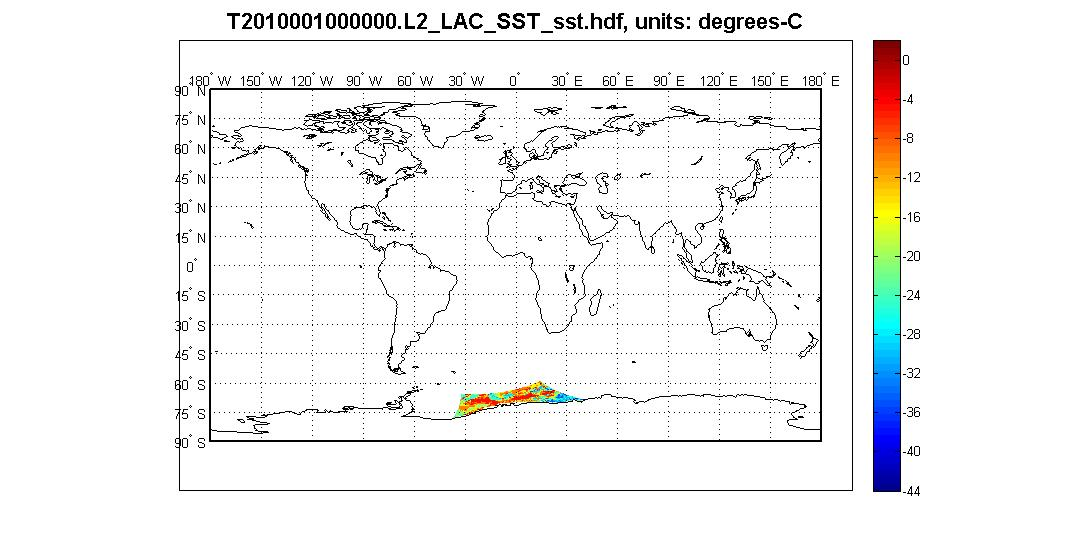 T2010001000000.L2_LAC_SST_sst.hdf, units: degrees-C
180° W 150° W 120° W 90° W 60° W 30° W 0° 30° E 60° E 90° E 120° E 150° E 180° E
90° N
75° N
60° N
45° N
30° N
15° N
0°
15° S
30° S
45° S
60° S
75° S
90° S
0
-4
-8
-12
-16
-20
-24
-28
-32
-36
-40
-44